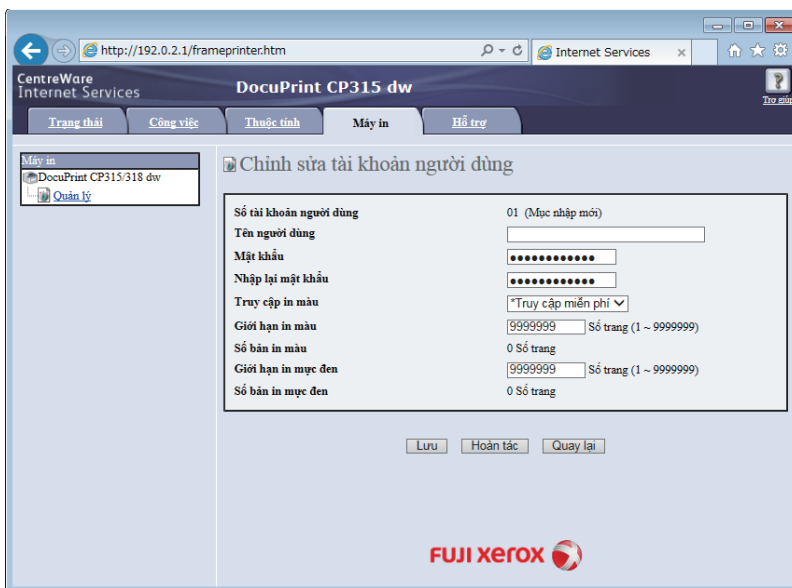 http://192.0.2.1/frameprinter.htm
Internet Services
CentreWare
Internet Services
DocuPrint CP315 dw
Trợ giúp
Trạng thái
Công việc
Thuộc tính
Máy in
Hỗ trợ
Máy in
DocuPrint CP315/318 dw
Quản lý
Chỉnh sửa tài khoản người dùng
Số tài khoản người dùng 01 (Mục nhập mới)
Tên người dùng
Mật khẩu ●●●●●●●●●●●●
Nhập lại mật khẩu ●●●●●●●●●●●●
Truy cập in màu *Truy cập miễn phí
Giới hạn in màu 9999999 Số trang (1 ~ 9999999)
Số bản in màu 0 Số trang
Giới hạn in mực đen 9999999 Số trang (1 ~ 9999999)
Số bản in mực đen 0 Số trang
Lưu Hoàn tác Quay lại
FUJI xerox